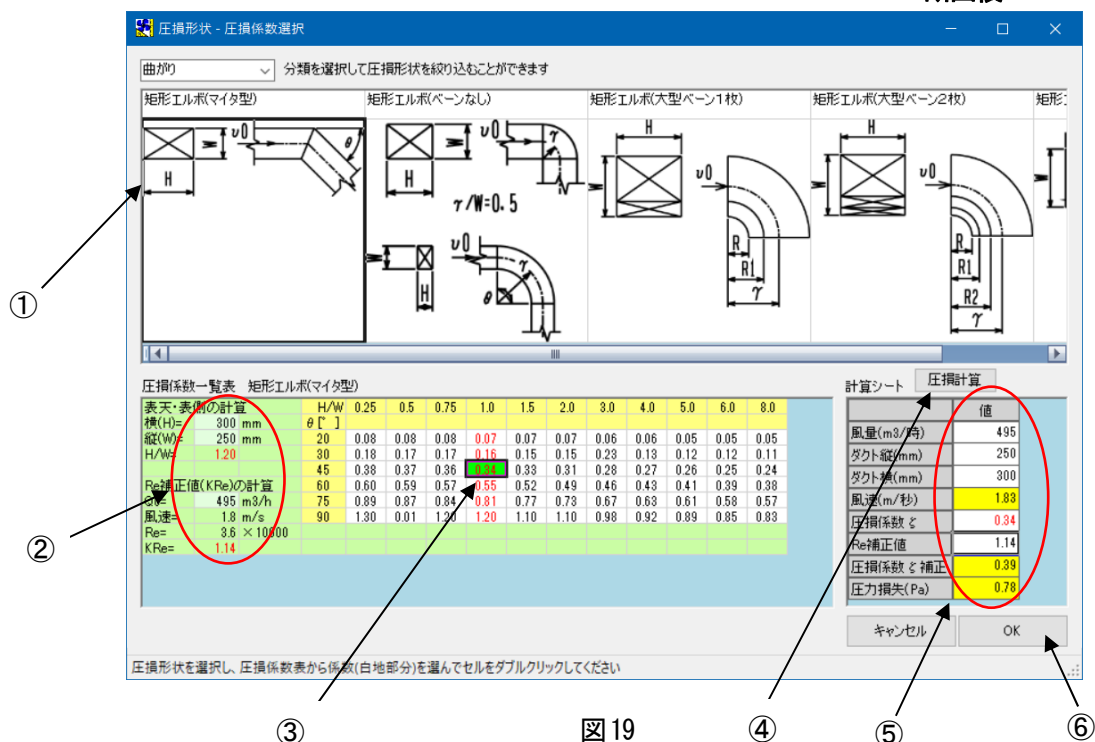 圧損形状 - 圧損係数選択
曲がり 分類を選択して圧損形状を絞り込むことができます
矩形エルボ(マイタ型) 矩形エルボ(ベーンなし) 矩形エルボ(大型ベーン1枚) 矩形エルボ(大型ベーン2枚)
W υ0 θ H
W υ0 γ H
γ/W=0.5
W υ0 γ H θ
H W υ0 R R1 γ
H W υ0 R R1 R2 γ
①
圧損係数一覧表 矩形エルボ(マイタ型)
表天・表側の計算 H/W 0.25 0.5 0.75 1.0 1.5 2.0 3.0 4.0 5.0 6.0 8.0
横(H)= 300 mm θ[° ]
縦(W)= 250 mm 20 0.08 0.08 0.08 0.07 0.07 0.07 0.06 0.06 0.05 0.05 0.05
H/W= 1.20 30 0.18 0.17 0.17 0.16 0.15 0.15 0.23 0.13 0.12 0.12 0.11
45 0.38 0.37 0.36 0.34 0.33 0.31 0.28 0.27 0.26 0.25 0.24
Re補正値(KRe)の計算 60 0.60 0.59 0.57 0.55 0.52 0.49 0.46 0.43 0.41 0.39 0.38
495 m3/h 75 0.89 0.87 0.84 0.81 0.77 0.73 0.67 0.63 0.61 0.58 0.57
風速= 1.8 m/s 90 1.30 0.01 1.20 1.20 1.10 1.10 0.98 0.92 0.89 0.85 0.83
Re= 3.6 ×10000
KRe= 1.14
②
計算シート 圧損計算
値
風量(m3/時) 495
ダクト縦(mm) 250
ダクト横(mm) 300
風速(m/秒) 1.83
圧損係数ζ 0.34
Re補正値 1.14
圧損係数ζ補正 0.39
圧力損失(Pa) 0.78
キャンセル OK
圧損形状を選択し、圧損係数表から係数(白地部分)を選んでセルをダブルクリックしてください
③ 図19 ④ ⑤ ⑥